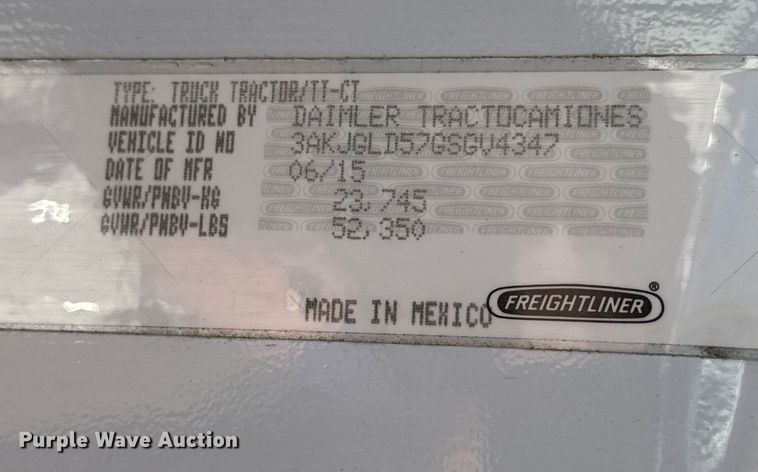 TYPE: TRUCK TRACTOR/TT-CT
MANUFACTURED BY DAIMLER TRACTOCAMIONES
VEHICLE ID NO 3AKJGLD57GSGV4347
DATE OF MFR 06/15
GVWR/PNBV-KG 23,745
GVWR/PNBV-LBS 52,350
MADE IN MEXICO FREIGHTLINER®
Purple Wave Auction